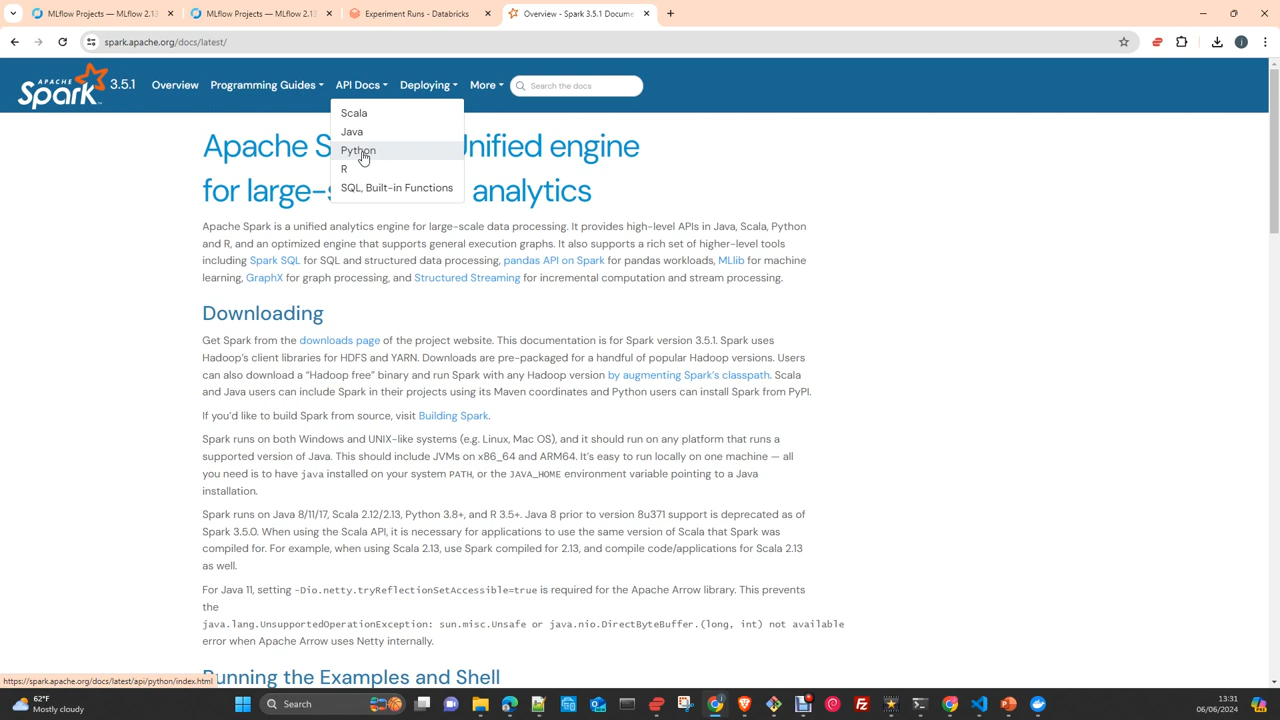 MLflow Projects — MLflow 2.13
MLflow Projects — MLflow 2.13
Experiment Runs - Databricks
Overview - Spark 3.5.1 Docume
spark.apache.org/docs/latest/
APACHE Spark 3.5.1
Overview
Programming Guides
API Docs
Deploying
More
Search the docs
Scala
Java
Python
R
SQL, Built-in Functions
Apache S Unified engine
for large-s analytics
Apache Spark is a unified analytics engine for large-scale data processing. It provides high-level APIs in Java, Scala, Python
and R, and an optimized engine that supports general execution graphs. It also supports a rich set of higher-level tools
including Spark SQL for SQL and structured data processing, pandas API on Spark for pandas workloads, MLlib for machine
learning, GraphX for graph processing, and Structured Streaming for incremental computation and stream processing.
Downloading
Get Spark from the downloads page of the project website. This documentation is for Spark version 3.5.1. Spark uses
Hadoop's client libraries for HDFS and YARN. Downloads are pre-packaged for a handful of popular Hadoop versions. Users
can also download a “Hadoop free” binary and run Spark with any Hadoop version by augmenting Spark's classpath. Scala
and Java users can include Spark in their projects using its Maven coordinates and Python users can install Spark from PyPI.
If you'd like to build Spark from source, visit Building Spark.
Spark runs on both Windows and UNIX-like systems (e.g. Linux, Mac OS), and it should run on any platform that runs a
supported version of Java. This should include JVMs on x86_64 and ARM64. It's easy to run locally on one machine — all
you need is to have java installed on your system PATH, or the JAVA_HOME environment variable pointing to a Java
installation.
Spark runs on Java 8/11/17, Scala 2.12/2.13, Python 3.8+, and R 3.5+. Java 8 prior to version 8u371 support is deprecated as of
Spark 3.5.0. When using the Scala API, it is necessary for applications to use the same version of Scala that Spark was
compiled for. For example, when using Scala 2.13, use Spark compiled for 2.13, and compile code/applications for Scala 2.13
as well.
For Java 11, setting -Dio.netty.tryReflectionSetAccessible=true is required for the Apache Arrow library. This prevents
the
java.lang.UnsupportedOperationException: sun.misc.Unsafe or java.nio.DirectByteBuffer.(long, int) not available
error when Apache Arrow uses Netty internally.
unning the Examples and Shell
https://spark.apache.org/docs/latest/api/python/index.html
62°F
Mostly cloudy
Search
13:31
06/06/2024